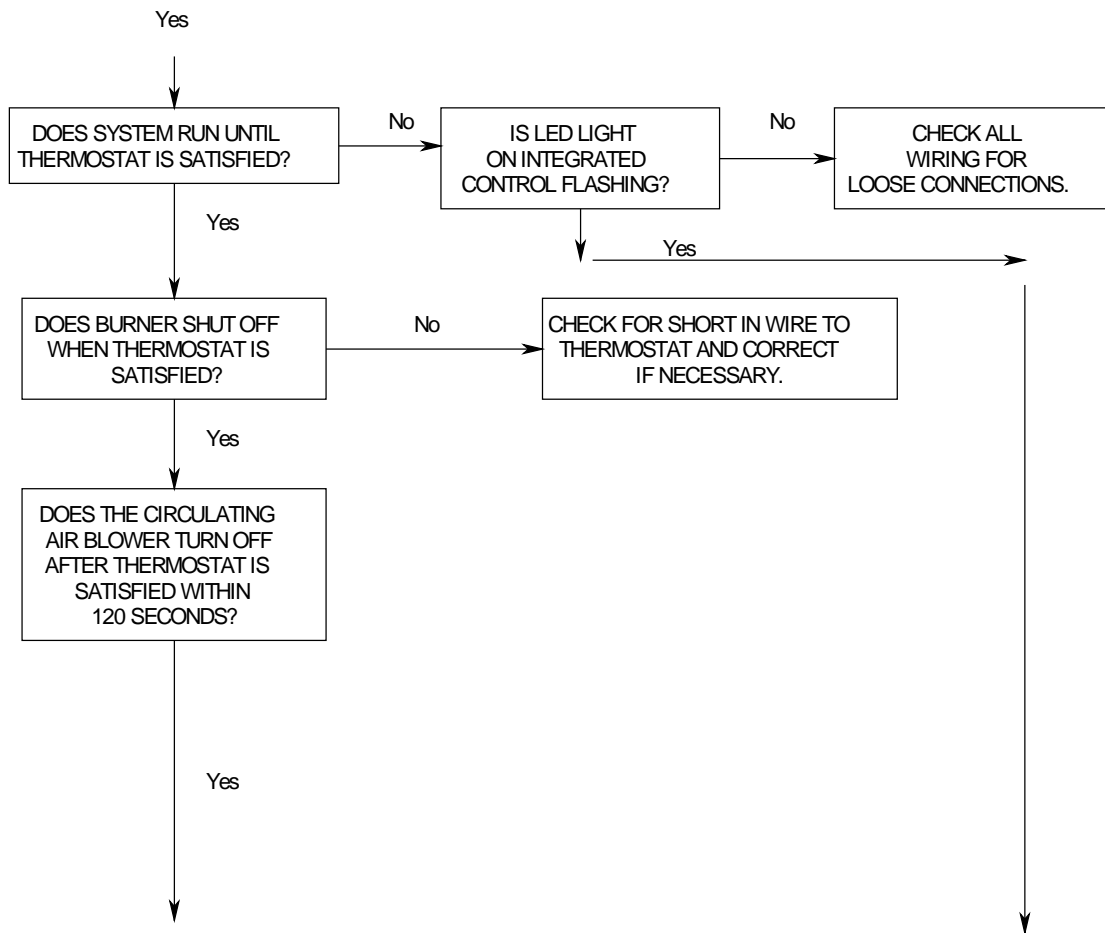 Yes
DOES SYSTEM RUN UNTIL
THERMOSTAT IS SATISFIED?
No
IS LED LIGHT
ON INTEGRATED
CONTROL FLASHING?
No
CHECK ALL
WIRING FOR
LOOSE CONNECTIONS.
Yes
Yes
DOES BURNER SHUT OFF
WHEN THERMOSTAT IS
SATISFIED?
No
CHECK FOR SHORT IN WIRE TO
THERMOSTAT AND CORRECT
IF NECESSARY.
Yes
DOES THE CIRCULATING
AIR BLOWER TURN OFF
AFTER THERMOSTAT IS
SATISFIED WITHIN
120 SECONDS?
Yes